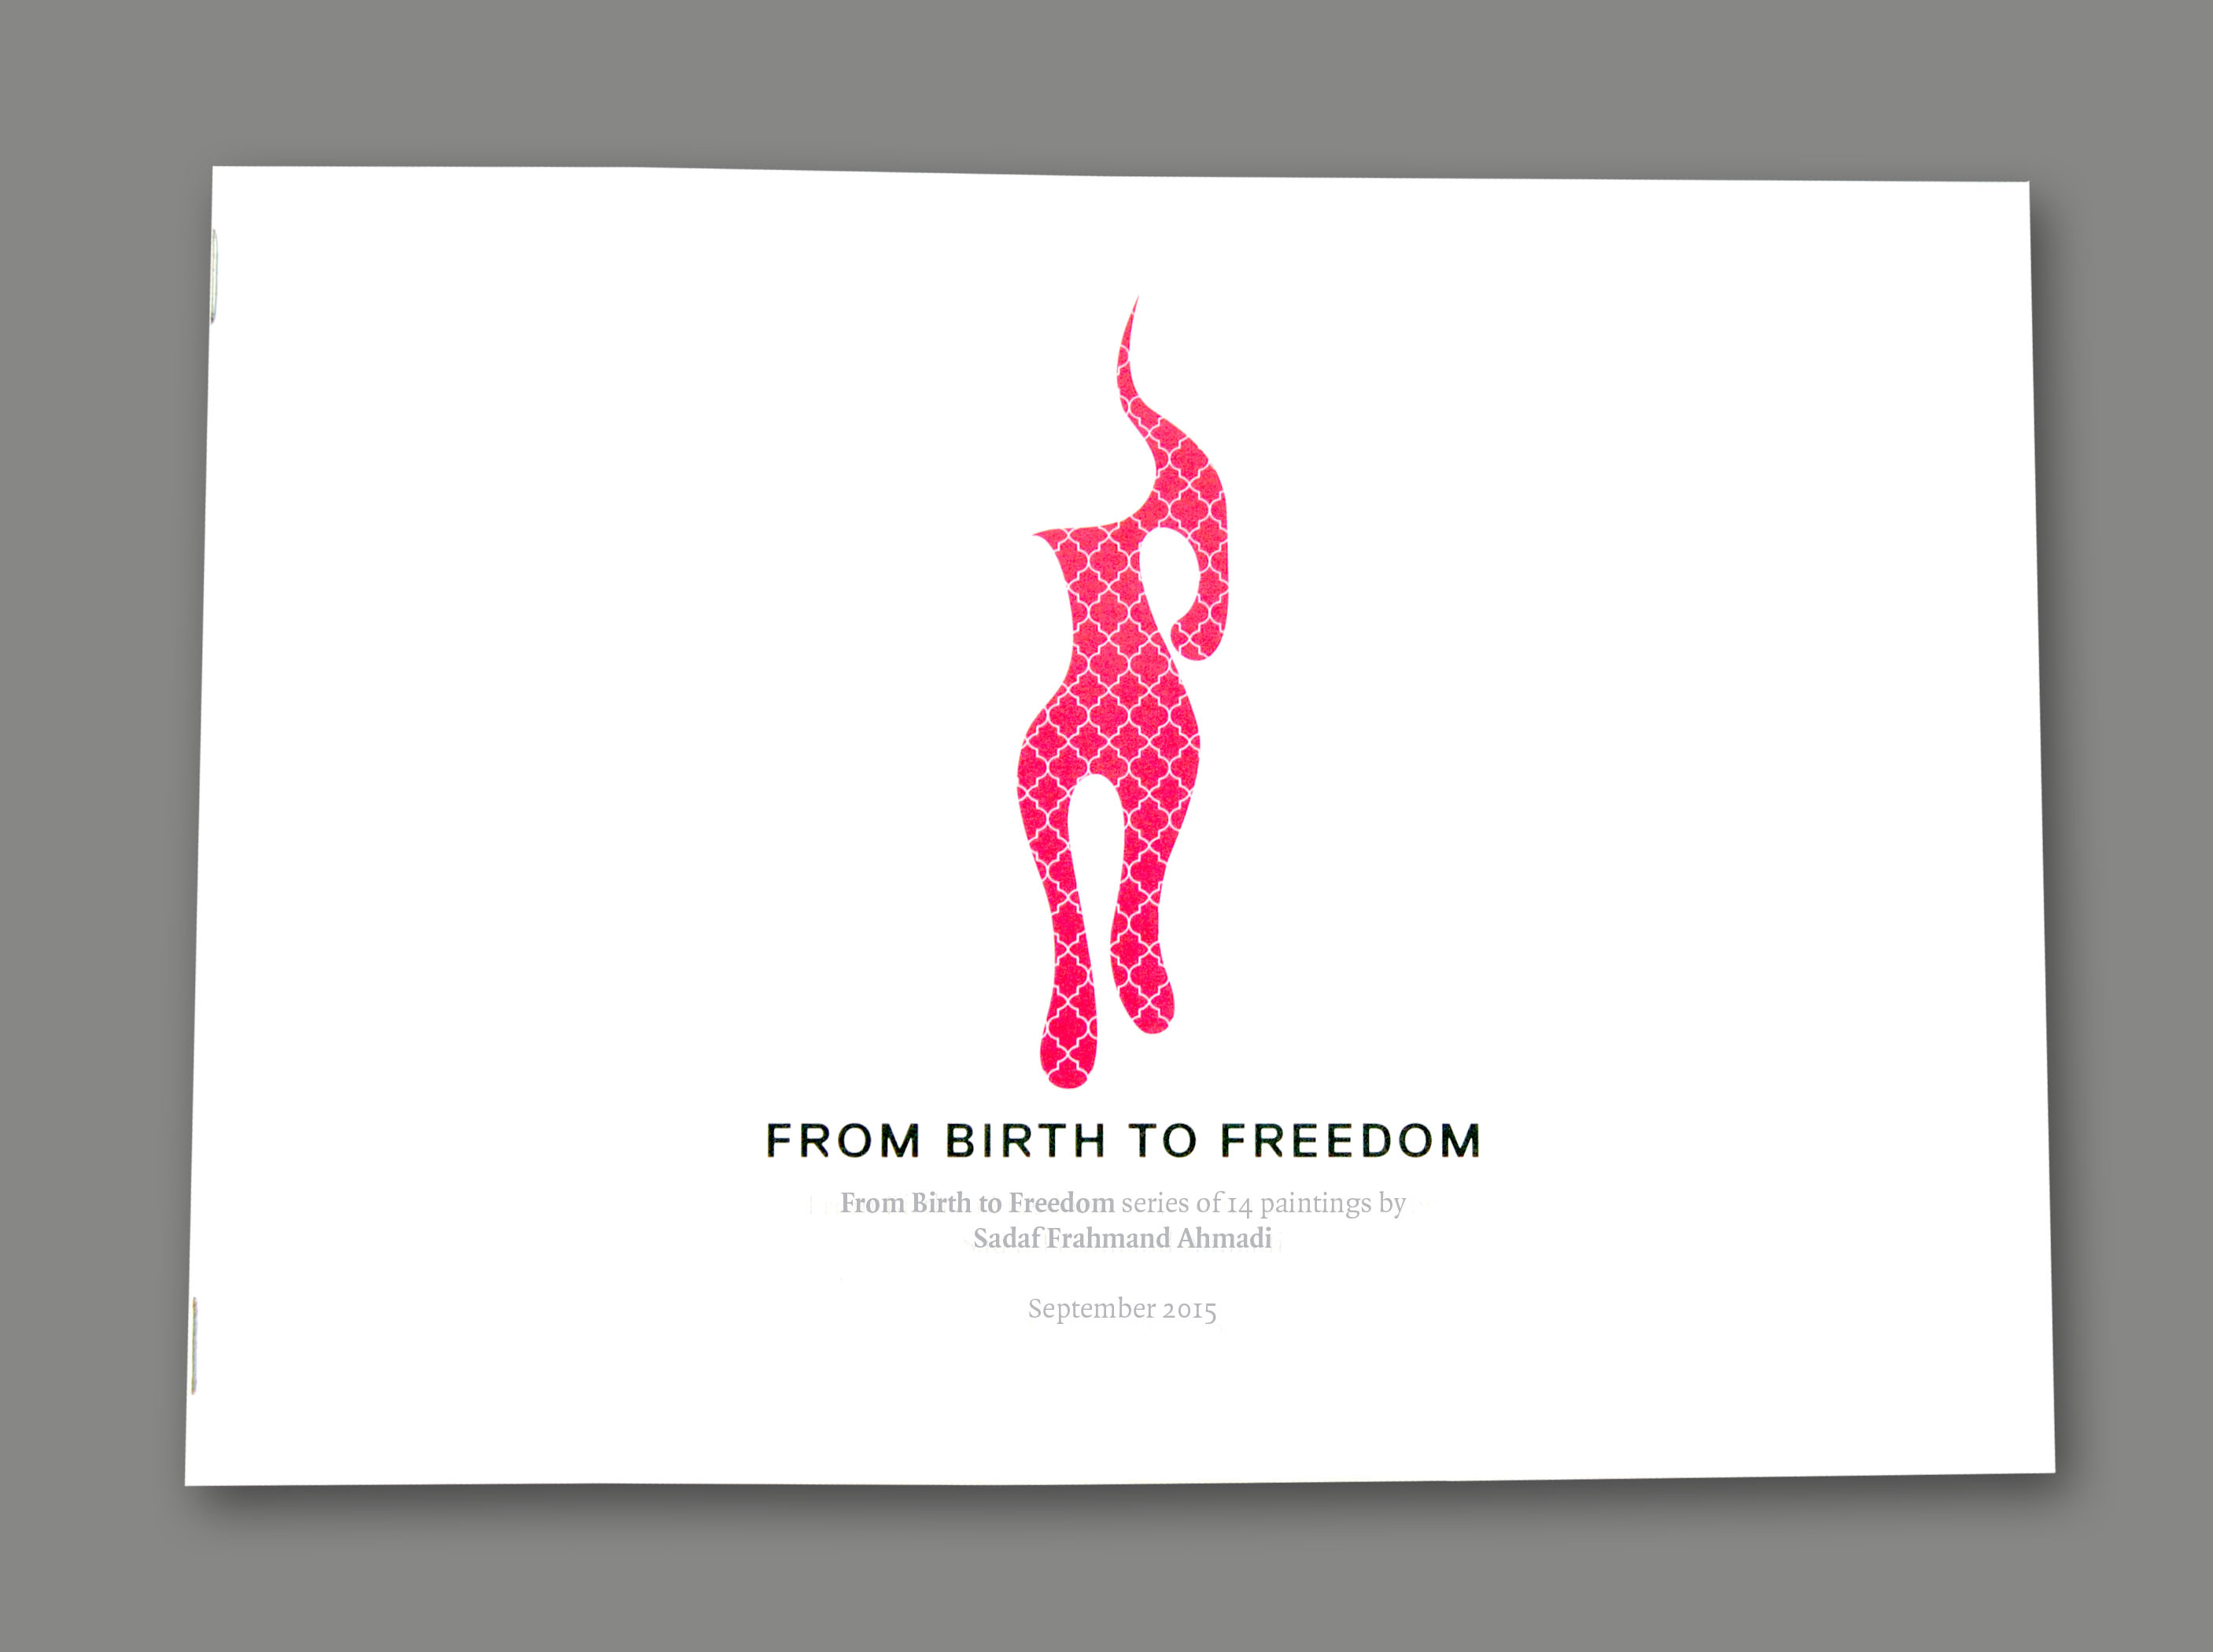 FROM BIRTH TO FREEDOM
From Birth to Freedom series of 14 paintings by
Sadaf Frahmand Ahmadi
September 2015